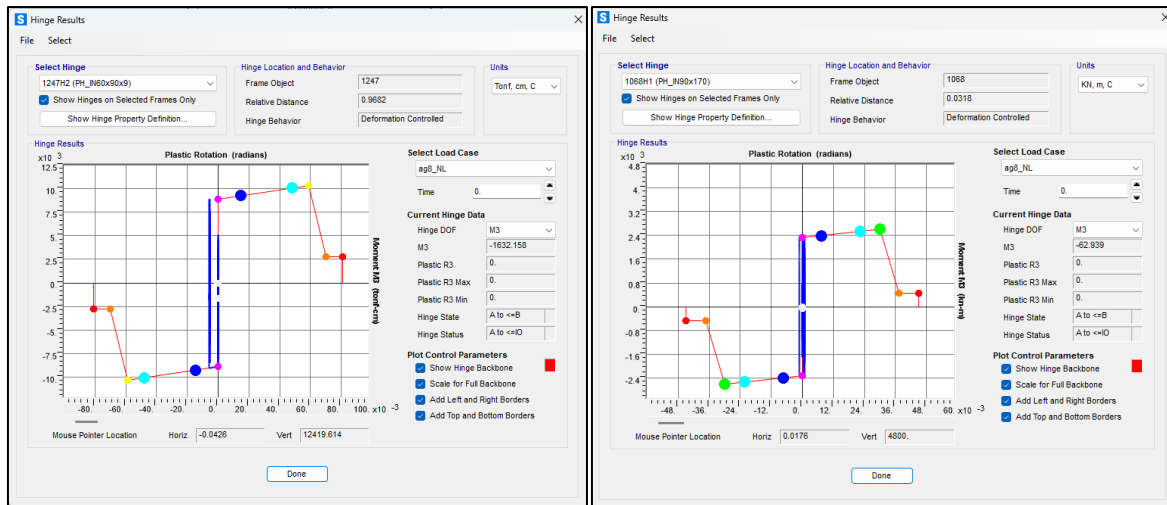 Hinge Results
File Select
Select Hinge
1247H2 (PH_IN60x90x9)
Show Hinges on Selected Frames Only
Show Hinge Property Definition...
Hinge Location and Behavior
Frame Object 1247
Relative Distance 0.9682
Hinge Behavior Deformation Controlled
Units
Tonf, cm, C
Hinge Results
x10 3
Plastic Rotation (radians)
12.5
10.
7.5
5.
2.5
0.
-2.5
-5.
-7.5
-10.
-80. -60. -40. -20. 0. 20. 40. 60. 80. 100. x10 -3
Moment M3 (tonf-cm)
Select Load Case
ag8_NL
Time 0.
Current Hinge Data
Hinge DOF M3
M3 -1632.158
Plastic R3 0.
Plastic R3 Max 0.
Plastic R3 Min 0.
Hinge State A to <=B
Hinge Status A to <=IO
Plot Control Parameters
Show Hinge Backbone
Scale for Full Backbone
Add Left and Right Borders
Add Top and Bottom Borders
Mouse Pointer Location Horiz -0.0426 Vert 12419.614
Done
Hinge Results
File Select
Select Hinge
1068H1 (PH_IN90x170)
Show Hinges on Selected Frames Only
Show Hinge Property Definition...
Hinge Location and Behavior
Frame Object 1068
Relative Distance 0.0318
Hinge Behavior Deformation Controlled
Units
KN, m, C
Hinge Results
x10 3
Plastic Rotation (radians)
4.8
4.
3.2
2.4
1.6
0.8
0.
-0.8
-1.6
-2.4
-48. -36. -24. -12. 0. 12. 24. 36. 48. 60. x10 -3
Moment M3 (kn-m)
Select Load Case
ag8_NL
Time 0.
Current Hinge Data
Hinge DOF M3
M3 -62.939
Plastic R3 0.
Plastic R3 Max 0.
Plastic R3 Min 0.
Hinge State A to <=B
Hinge Status A to <=IO
Plot Control Parameters
Show Hinge Backbone
Scale for Full Backbone
Add Left and Right Borders
Add Top and Bottom Borders
Mouse Pointer Location Horiz 0.0176 Vert 4800.
Done